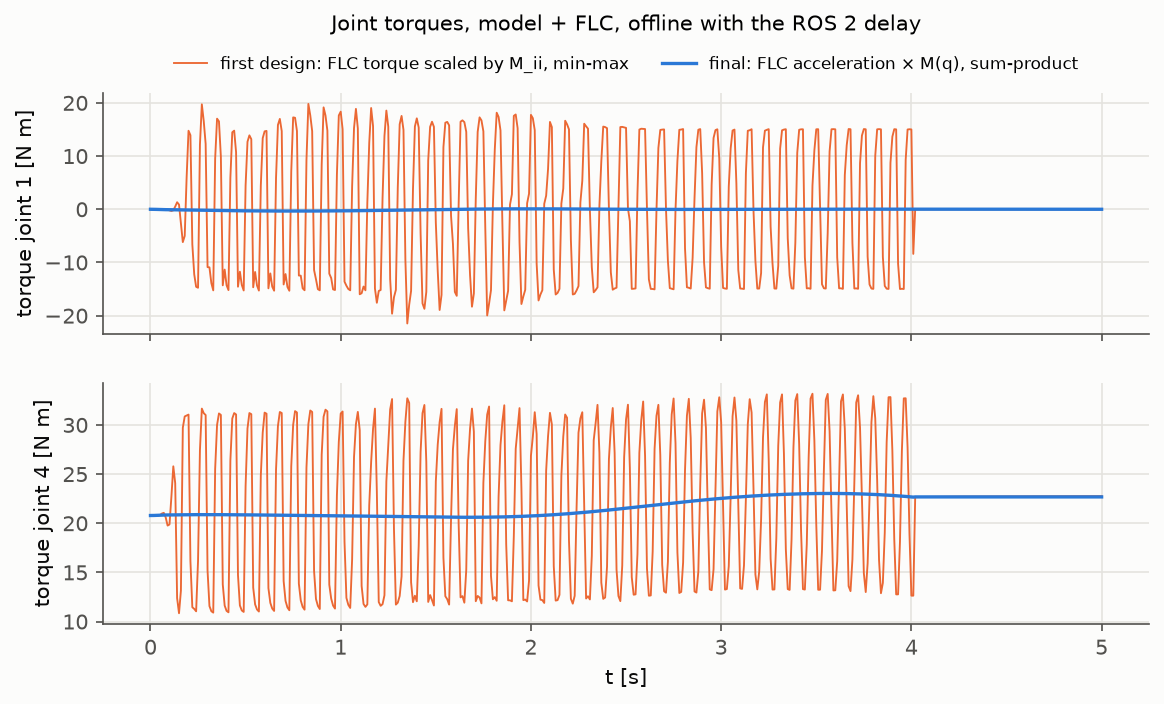 Joint torques, model + FLC, offline with the ROS 2 delay
first design: FLC torque scaled by M_ii, min-max
final: FLC acceleration × M(q), sum-product
torque joint 1 [N m]
20
10
0
−10
−20
torque joint 4 [N m]
30
25
20
15
10
0 1 2 3 4 5
t [s]